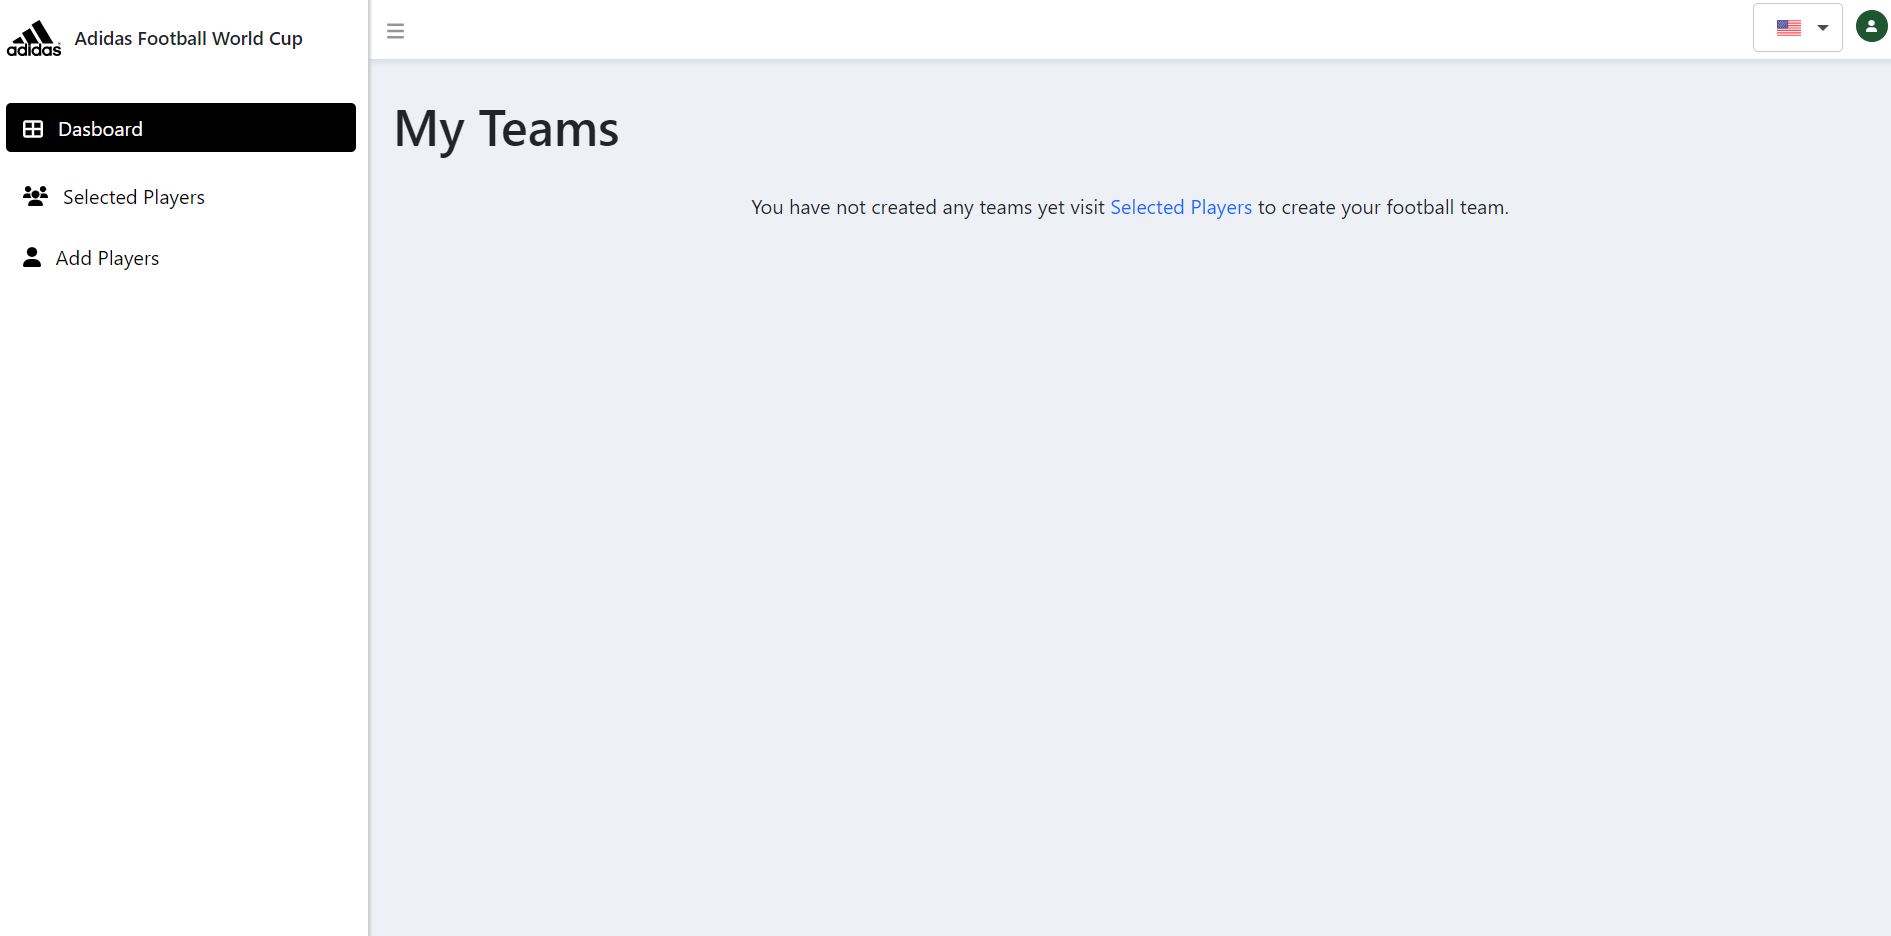 adidas
Adidas Football World Cup
Dasboard
Selected Players
Add Players
My Teams
You have not created any teams yet visit Selected Players to create your football team.